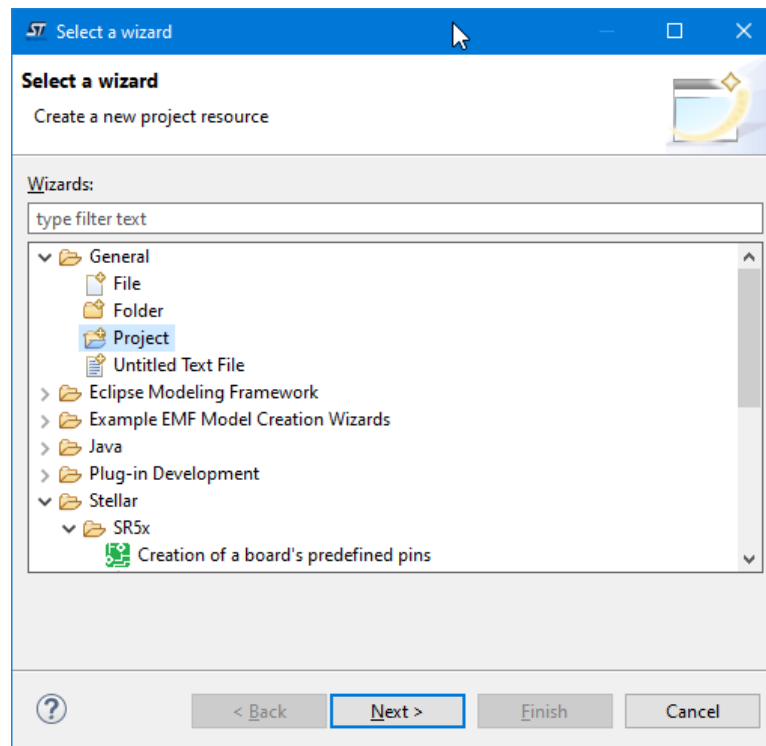 ST Select a wizard
Select a wizard
Create a new project resource
Wizards:
type filter text
General
File
Folder
Project
Untitled Text File
Eclipse Modeling Framework
Example EMF Model Creation Wizards
Java
Plug-in Development
Stellar
SR5x
Creation of a board's predefined pins
? < Back Next > Finish Cancel